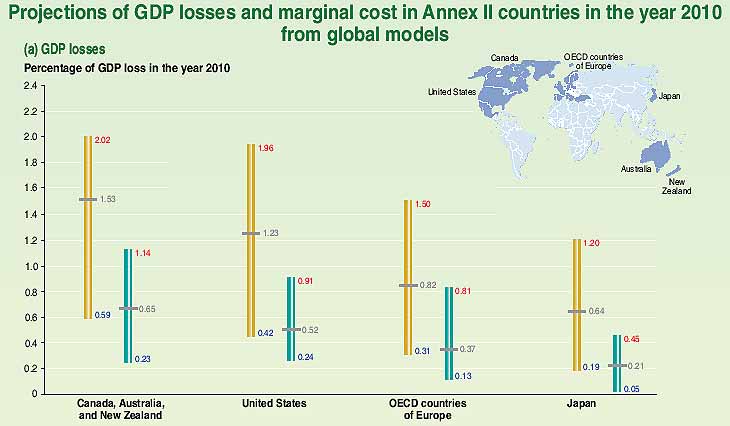 Projections of GDP losses and marginal cost in Annex II countries in the year 2010
from global models
(a) GDP losses
Percentage of GDP loss in the year 2010
Canada
OECD countries
of Europe
United States
Japan
Australia
New
Zealand
2.4
2.2
2.0
1.8
1.6
1.4
1.2
1.0
0.8
0.6
0.4
0.2
0
2.02
1.53
0.59
1.14
0.65
0.23
1.96
1.23
0.42
0.91
0.52
0.24
1.50
0.82
0.31
0.81
0.37
0.13
1.20
0.64
0.19
0.45
0.21
0.05
Canada, Australia,
and New Zealand
United States
OECD countries
of Europe
Japan